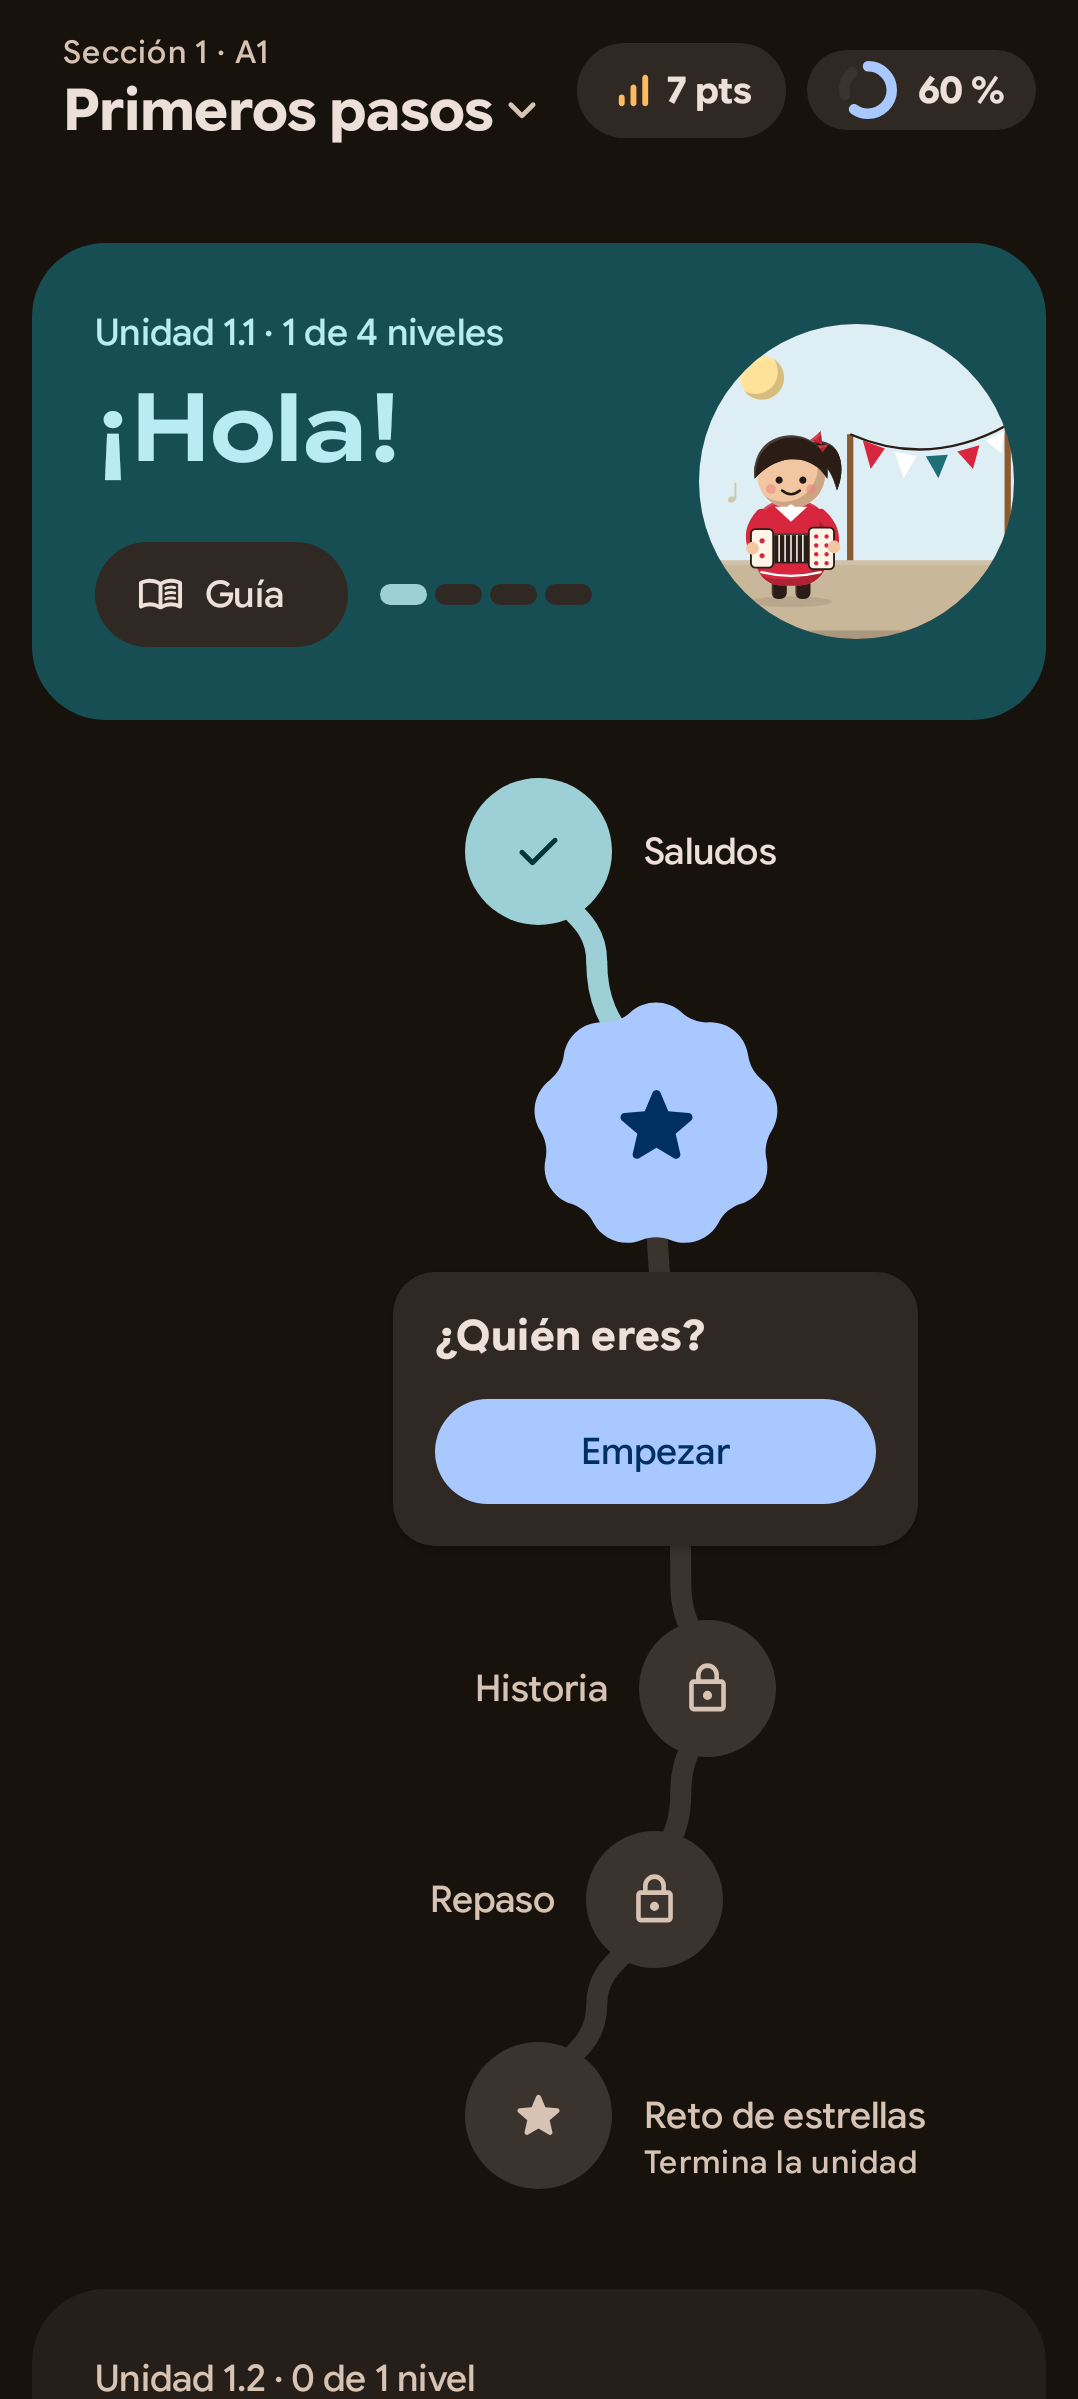 Sección 1 · A1
Primeros pasos
7 pts
60 %
Unidad 1.1 · 1 de 4 niveles
¡Hola!
Guía
Saludos
¿Quién eres?
Empezar
Historia
Repaso
Reto de estrellas
Termina la unidad
Unidad 1.2 · 0 de 1 nivel